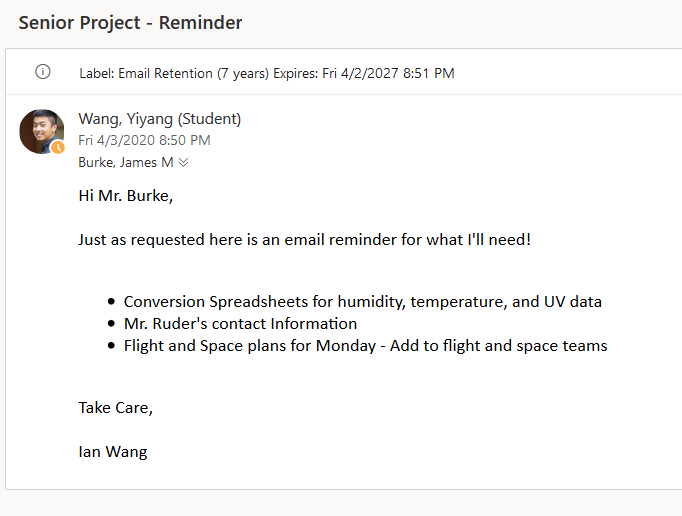 Senior Project - Reminder
Label: Email Retention (7 years) Expires: Fri 4/2/2027 8:51 PM
Wang, Yiyang (Student)
Fri 4/3/2020 8:50 PM
Burke, James M
Hi Mr. Burke,
Just as requested here is an email reminder for what I'll need!
• Conversion Spreadsheets for humidity, temperature, and UV data
• Mr. Ruder's contact Information
• Flight and Space plans for Monday - Add to flight and space teams
Take Care,
Ian Wang